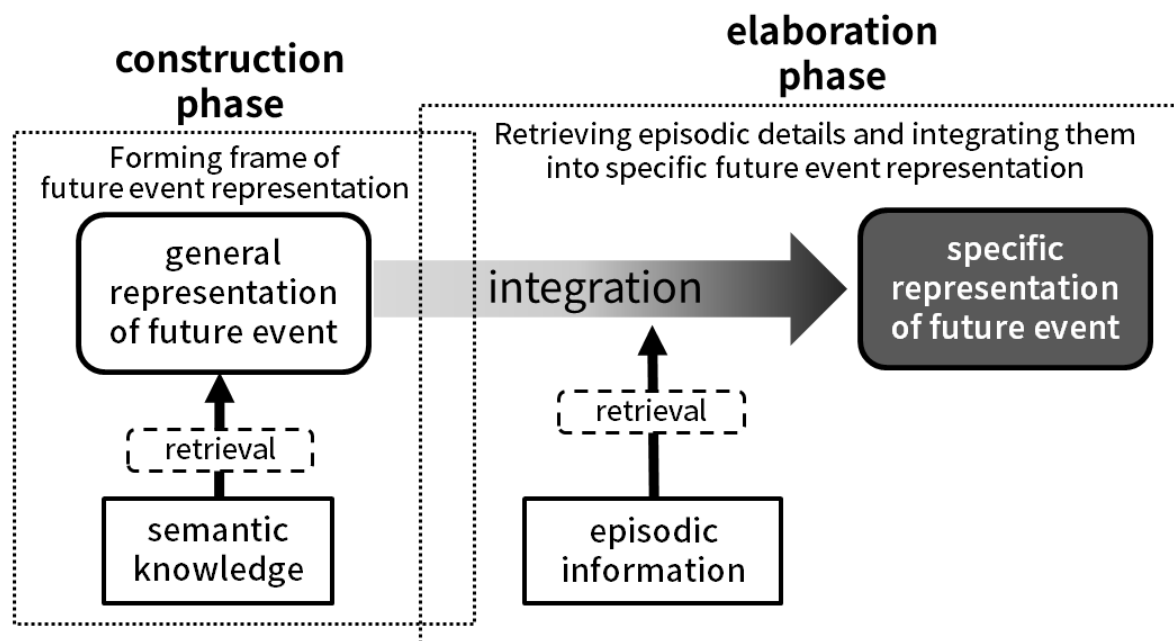 construction
phase
elaboration
phase
Forming frame of
future event representation
Retrieving episodic details and integrating them
into specific future event representation
general
representation
of future event
integration
specific
representation
of future event
retrieval
retrieval
semantic
knowledge
episodic
information